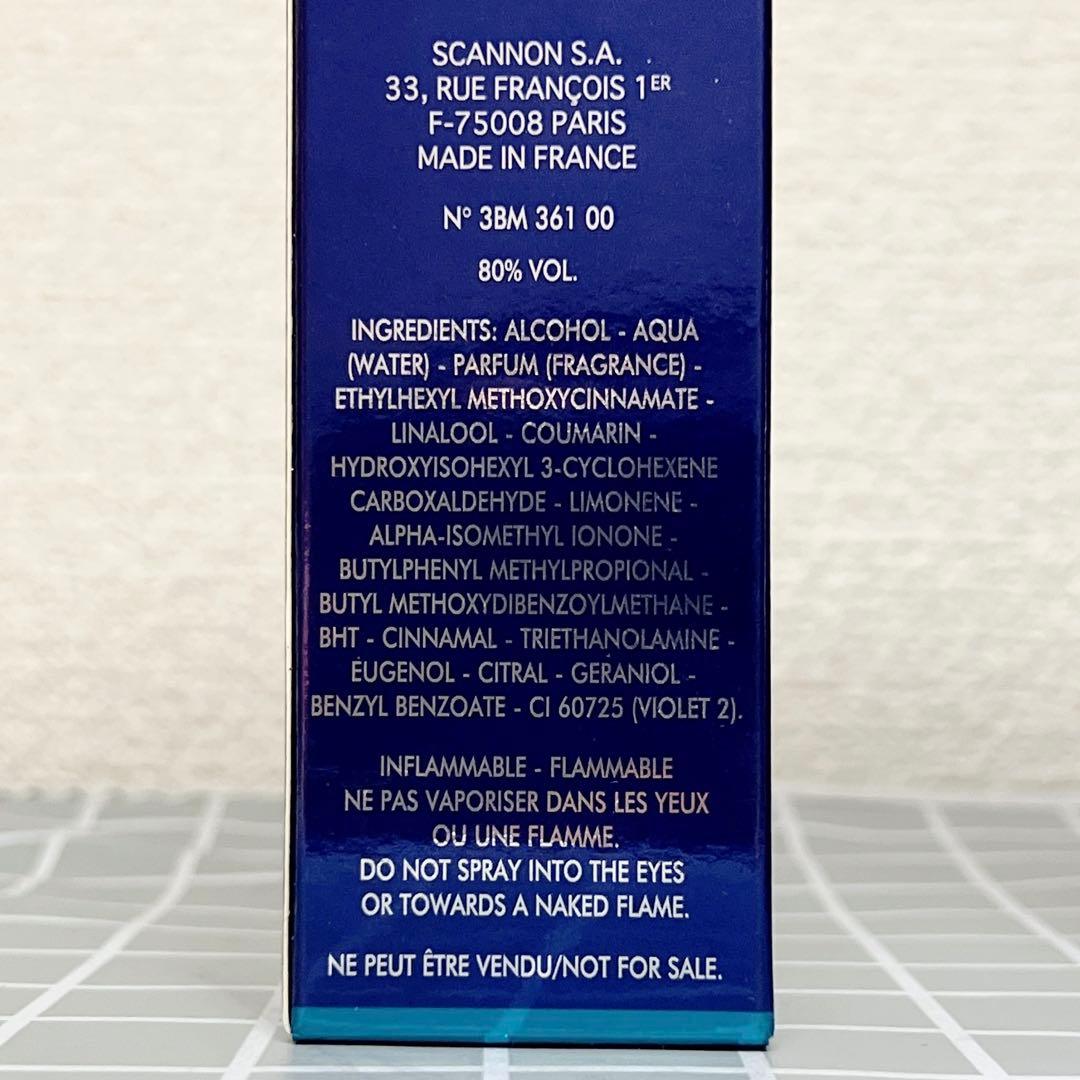 SCANNON S.A.
33, RUE FRANÇOIS 1ER
F-75008 PARIS
MADE IN FRANCE
N° 3BM 361 00
80% VOL.
INGREDIENTS: ALCOHOL - AQUA
(WATER) - PARFUM (FRAGRANCE) -
ETHYLHEXYL METHOXYCINNAMATE -
LINALOOL - COUMARIN -
HYDROXYISOHEXYL 3-CYCLOHEXENE
CARBOXALDEHYDE - LIMONENE -
ALPHA-ISOMETHYL IONONE -
BUTYLPHENYL METHYLPROPIONAL -
BUTYL METHOXYDIBENZOYLMETHANE -
BHT - CINNAMAL - TRIETHANOLAMINE -
EUGENOL - CITRAL - GERANIOL -
BENZYL BENZOATE - CI 60725 (VIOLET 2).
INFLAMMABLE - FLAMMABLE
NE PAS VAPORISER DANS LES YEUX
OU UNE FLAMME.
DO NOT SPRAY INTO THE EYES
OR TOWARDS A NAKED FLAME.
NE PEUT ÊTRE VENDU/NOT FOR SALE.